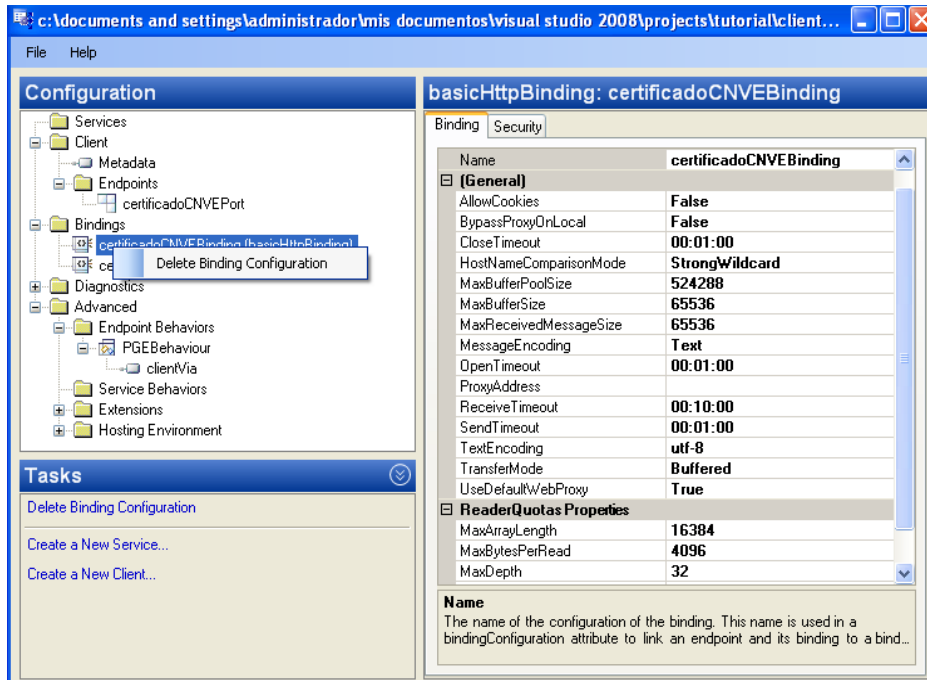 c:\documents and settings\administrador\mis documentos\visual studio 2008\projects\tutorial\client...
File Help
Configuration
Services
Client
Metadata
Endpoints
certificadoCNVEPort
Bindings
certificadoCNVEBinding (basicHttpBinding)
ce
Delete Binding Configuration
Diagnostics
Advanced
Endpoint Behaviors
PGEBehaviour
clientVia
Service Behaviors
Extensions
Hosting Environment
Tasks
Delete Binding Configuration
Create a New Service...
Create a New Client...
basicHttpBinding: certificadoCNVEBinding
Binding Security
Name certificadoCNVEBinding
(General)
AllowCookies False
BypassProxyOnLocal False
CloseTimeout 00:01:00
HostNameComparisonMode StrongWildcard
MaxBufferPoolSize 524288
MaxBufferSize 65536
MaxReceivedMessageSize 65536
MessageEncoding Text
OpenTimeout 00:01:00
ProxyAddress
ReceiveTimeout 00:10:00
SendTimeout 00:01:00
TextEncoding utf-8
TransferMode Buffered
UseDefaultWebProxy True
ReaderQuotas Properties
MaxArrayLength 16384
MaxBytesPerRead 4096
MaxDepth 32
Name
The name of the configuration of the binding. This name is used in a
bindingConfiguration attribute to link an endpoint and its binding to a bind...